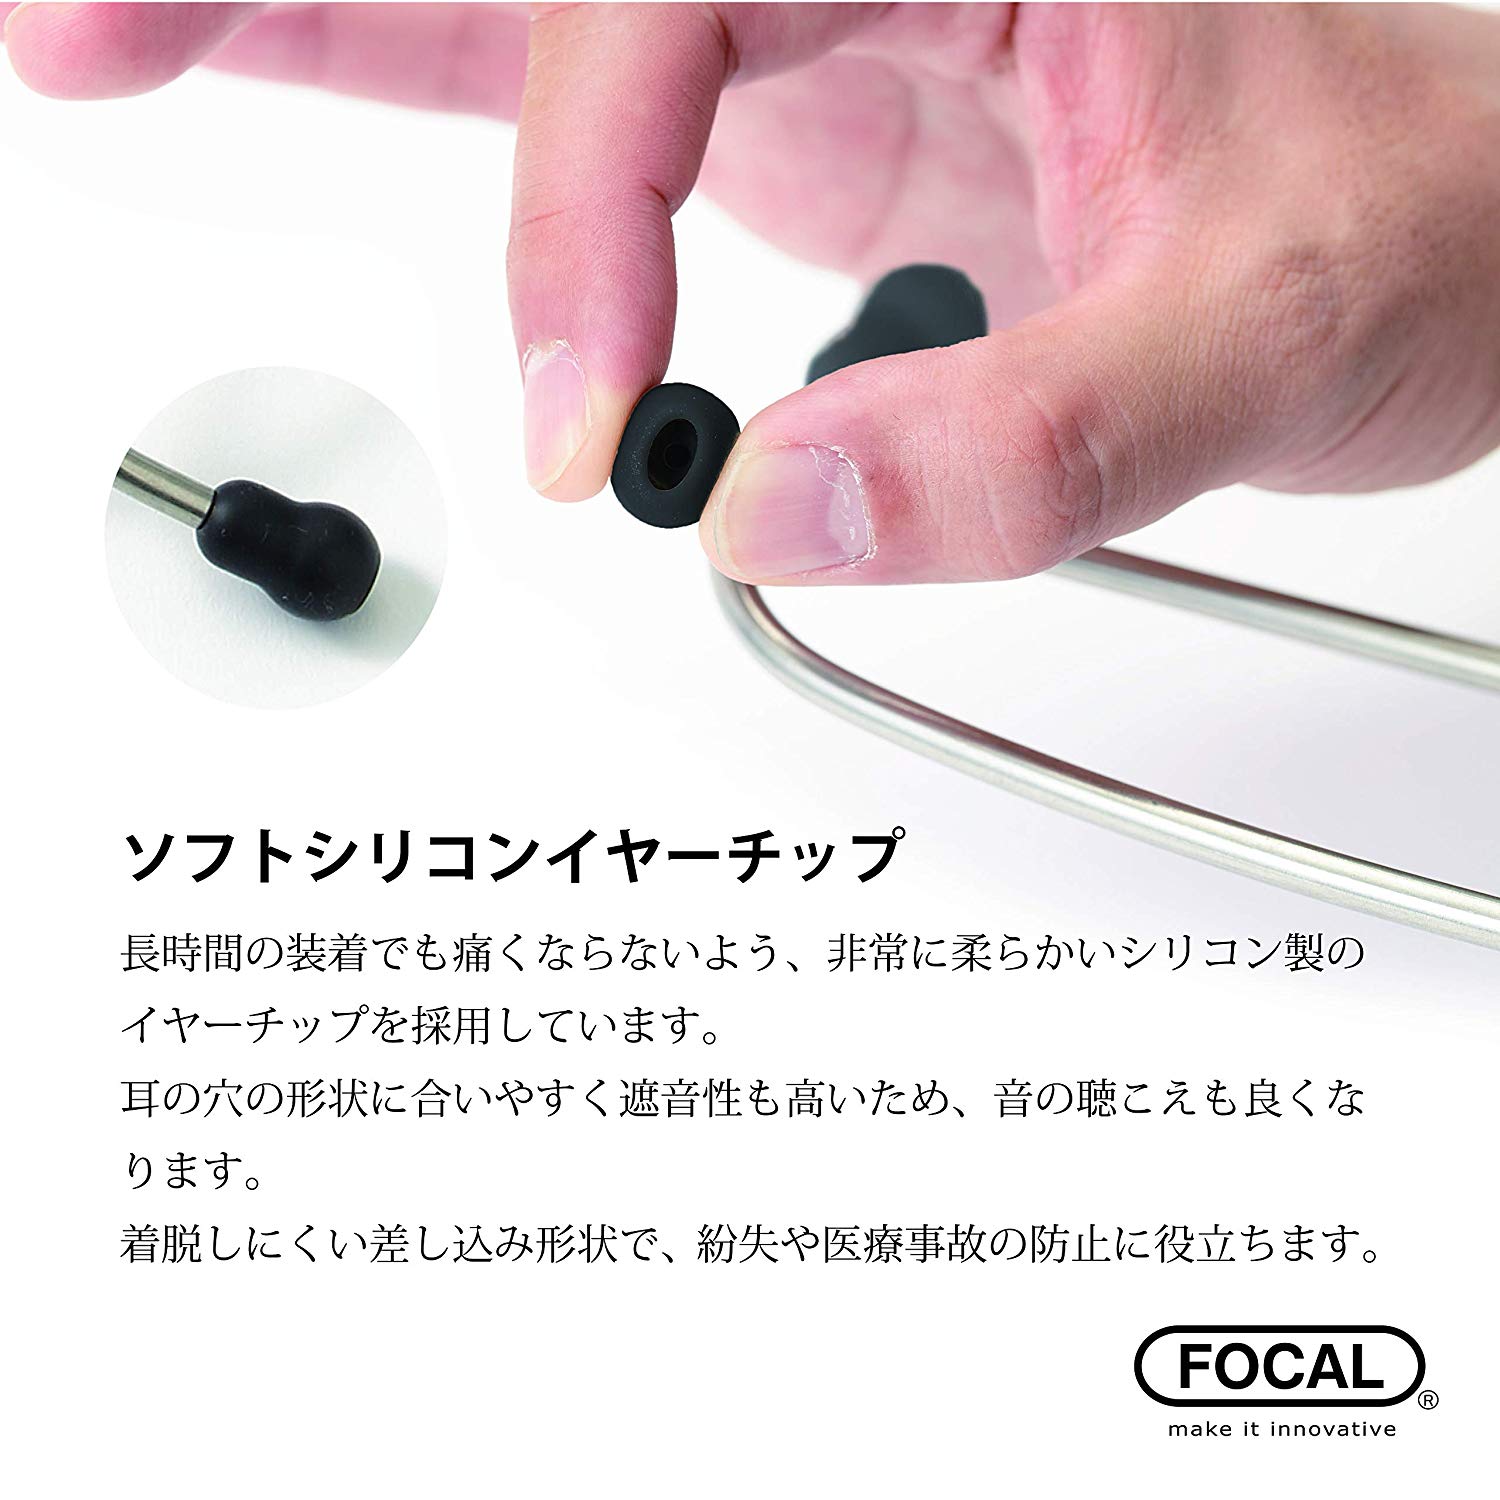 ソフトシリコンイヤーチップ
長時間の装着でも痛くならないよう、非常に柔らかいシリコン製の
イヤーチップを採用しています。
耳の穴の形状に合いやすく遮音性も高いため、音の聴こえも良くな
ります。
着脱しにくい差し込み形状で、紛失や医療事故の防止に役立ちます。
FOCAL®
make it innovative